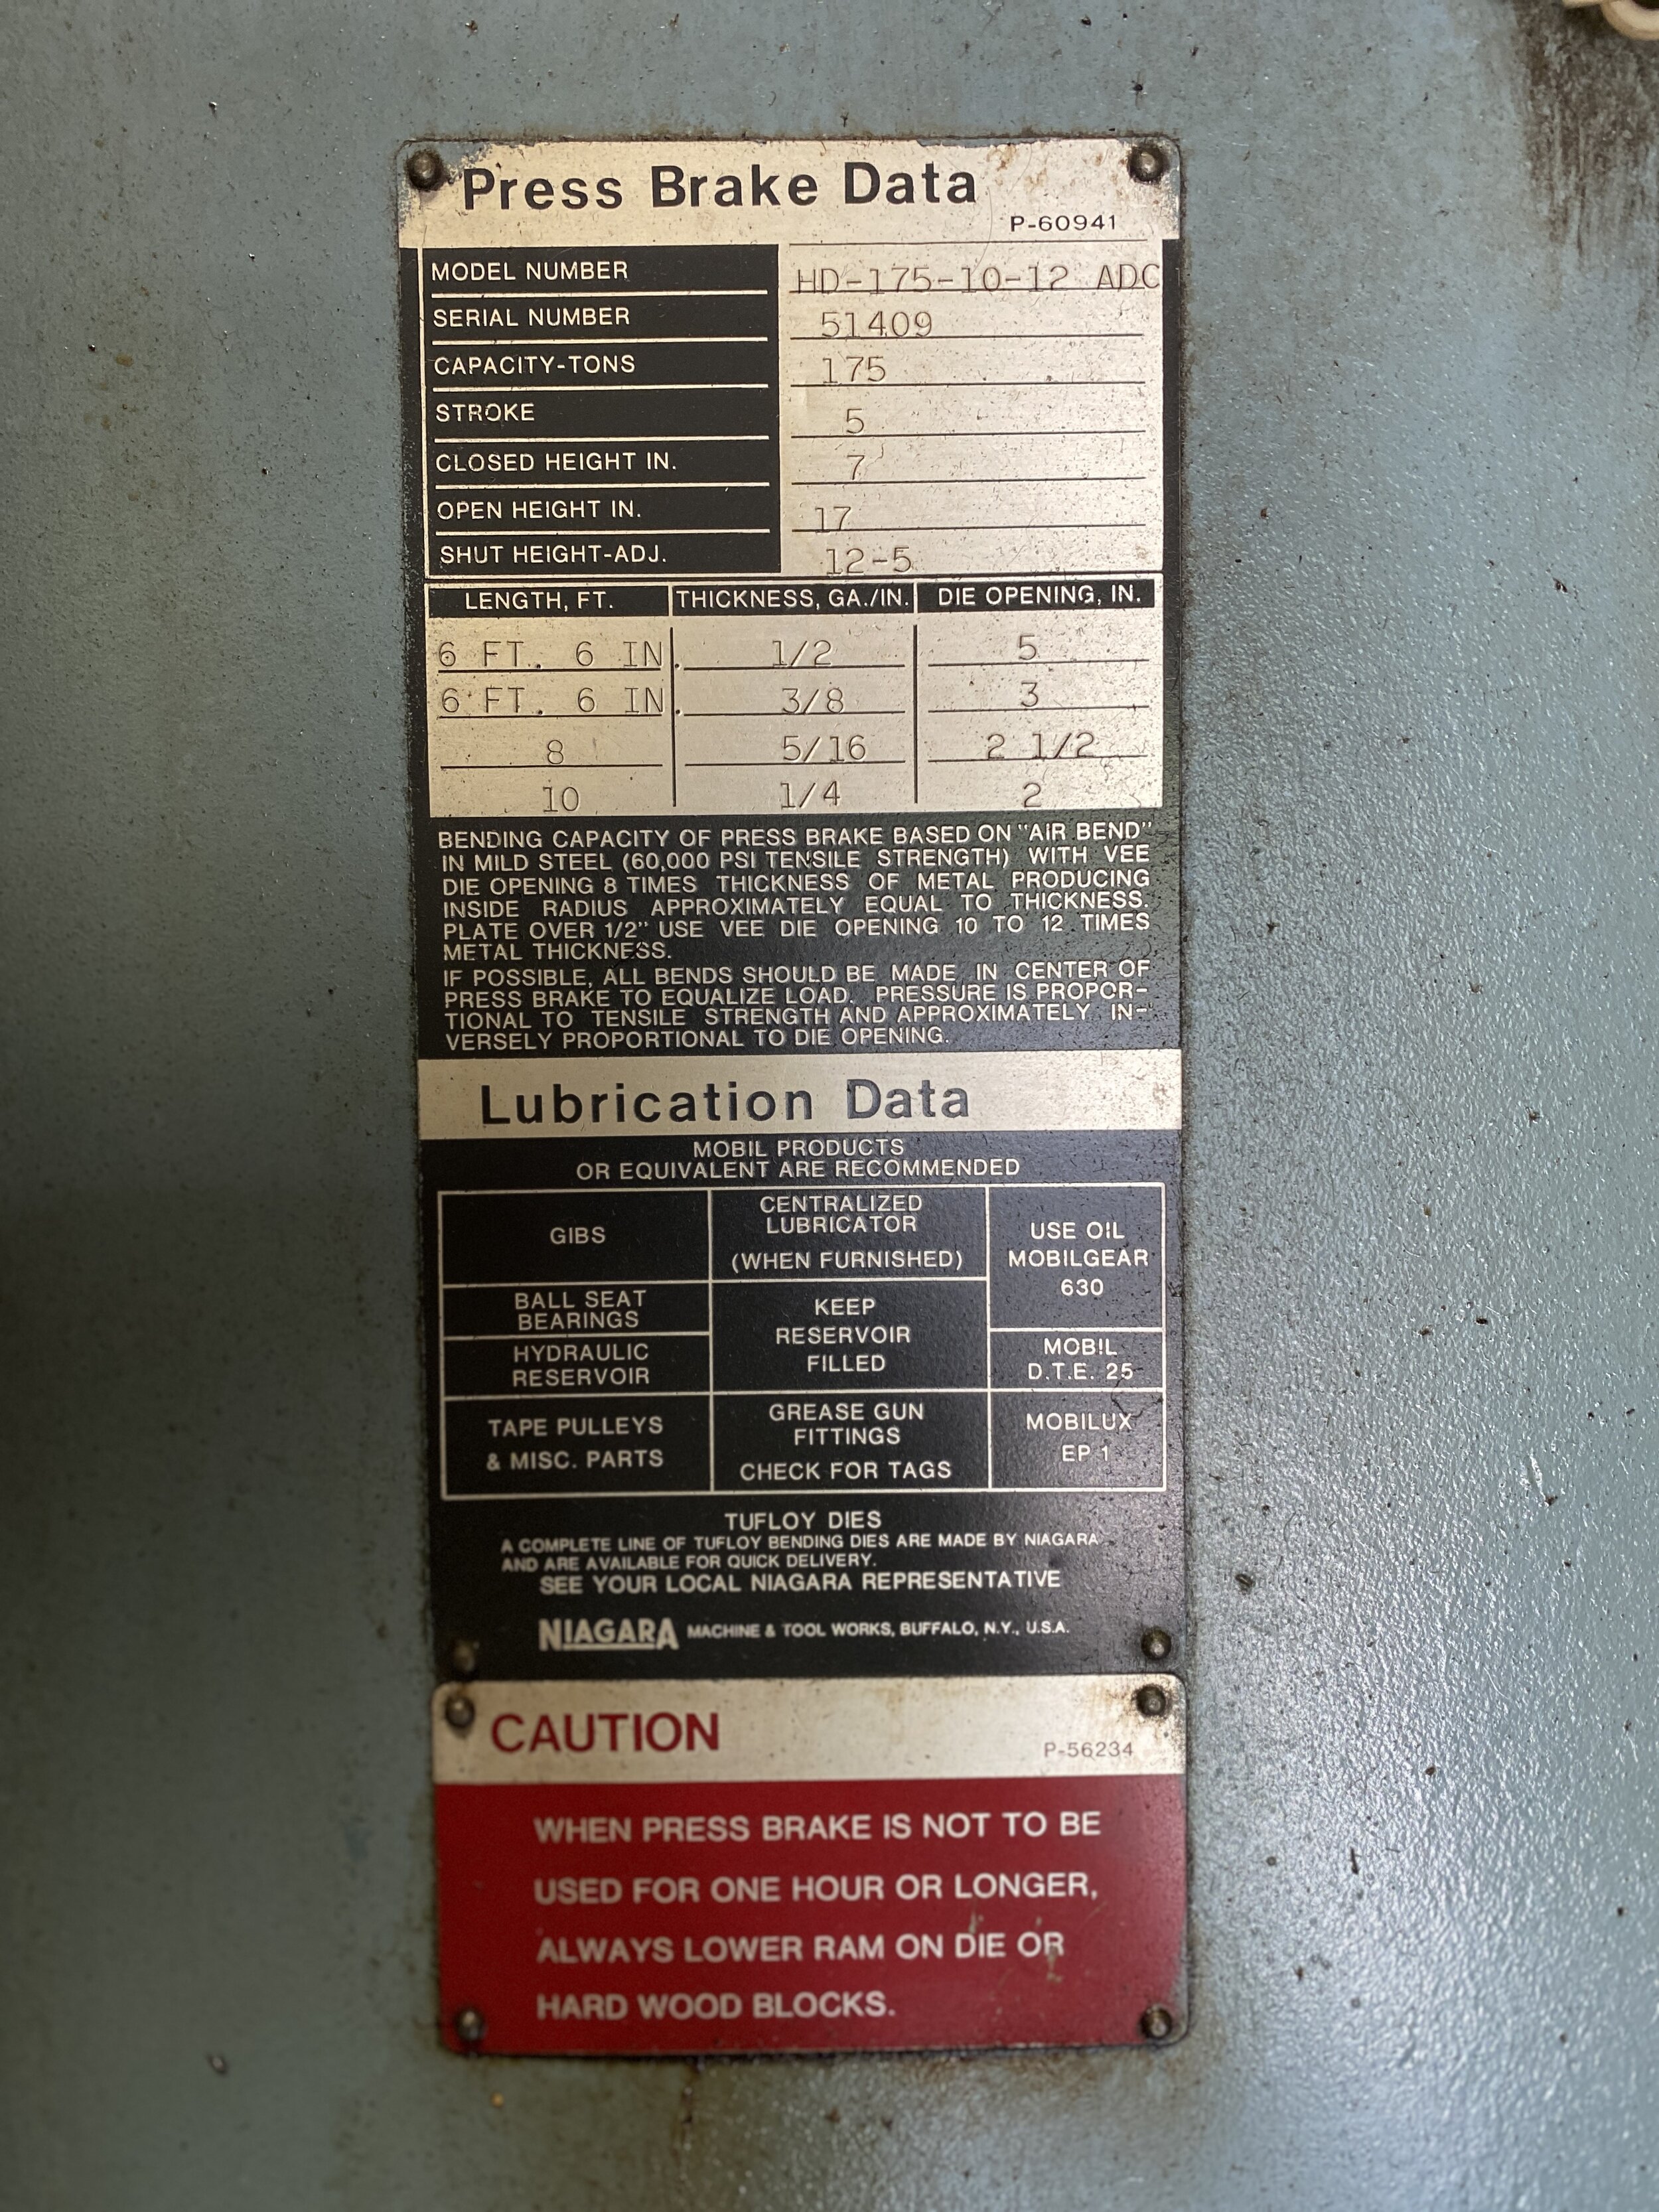 Press Brake Data
P-60941
MODEL NUMBER HD-175-10-12 ADC
SERIAL NUMBER 51409
CAPACITY-TONS 175
STROKE 5
CLOSED HEIGHT IN. 7
OPEN HEIGHT IN. 17
SHUT HEIGHT-ADJ. 12-5
LENGTH, FT. THICKNESS, GA./IN. DIE OPENING, IN.
6 FT. 6 IN. 1/2 5
6 FT. 6 IN. 3/8 3
8 5/16 2 1/2
10 1/4 2
BENDING CAPACITY OF PRESS BRAKE BASED ON "AIR BEND"
IN MILD STEEL (60,000 PSI TENSILE STRENGTH) WITH VEE
DIE OPENING 8 TIMES THICKNESS OF METAL PRODUCING
INSIDE RADIUS APPROXIMATELY EQUAL TO THICKNESS.
PLATE OVER 1/2" USE VEE DIE OPENING 10 TO 12 TIMES
METAL THICKNESS.
IF POSSIBLE, ALL BENDS SHOULD BE MADE IN CENTER OF
PRESS BRAKE TO EQUALIZE LOAD. PRESSURE IS PROPOR-
TIONAL TO TENSILE STRENGTH AND APPROXIMATELY IN-
VERSELY PROPORTIONAL TO DIE OPENING.
Lubrication Data
MOBIL PRODUCTS
OR EQUIVALENT ARE RECOMMENDED
GIBS
CENTRALIZED
LUBRICATOR
(WHEN FURNISHED)
USE OIL
MOBILGEAR
630
BALL SEAT
BEARINGS
KEEP
RESERVOIR
FILLED
HYDRAULIC
RESERVOIR
MOBIL
D.T.E. 25
TAPE PULLEYS
& MISC. PARTS
GREASE GUN
FITTINGS
CHECK FOR TAGS
MOBILUX
EP 1
TUFLOY DIES
A COMPLETE LINE OF TUFLOY BENDING DIES ARE MADE BY NIAGARA
AND ARE AVAILABLE FOR QUICK DELIVERY.
SEE YOUR LOCAL NIAGARA REPRESENTATIVE
NIAGARA MACHINE & TOOL WORKS, BUFFALO, N.Y., U.S.A.
CAUTION
P-56234
WHEN PRESS BRAKE IS NOT TO BE
USED FOR ONE HOUR OR LONGER,
ALWAYS LOWER RAM ON DIE OR
HARD WOOD BLOCKS.